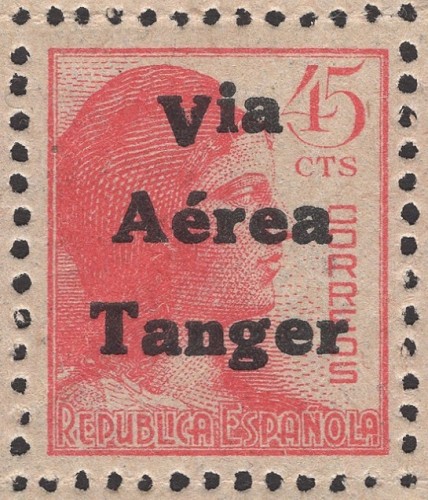 45
CTS
Via
Aérea
Tanger
CORREOS
REPUBLICA ESPAÑOLA